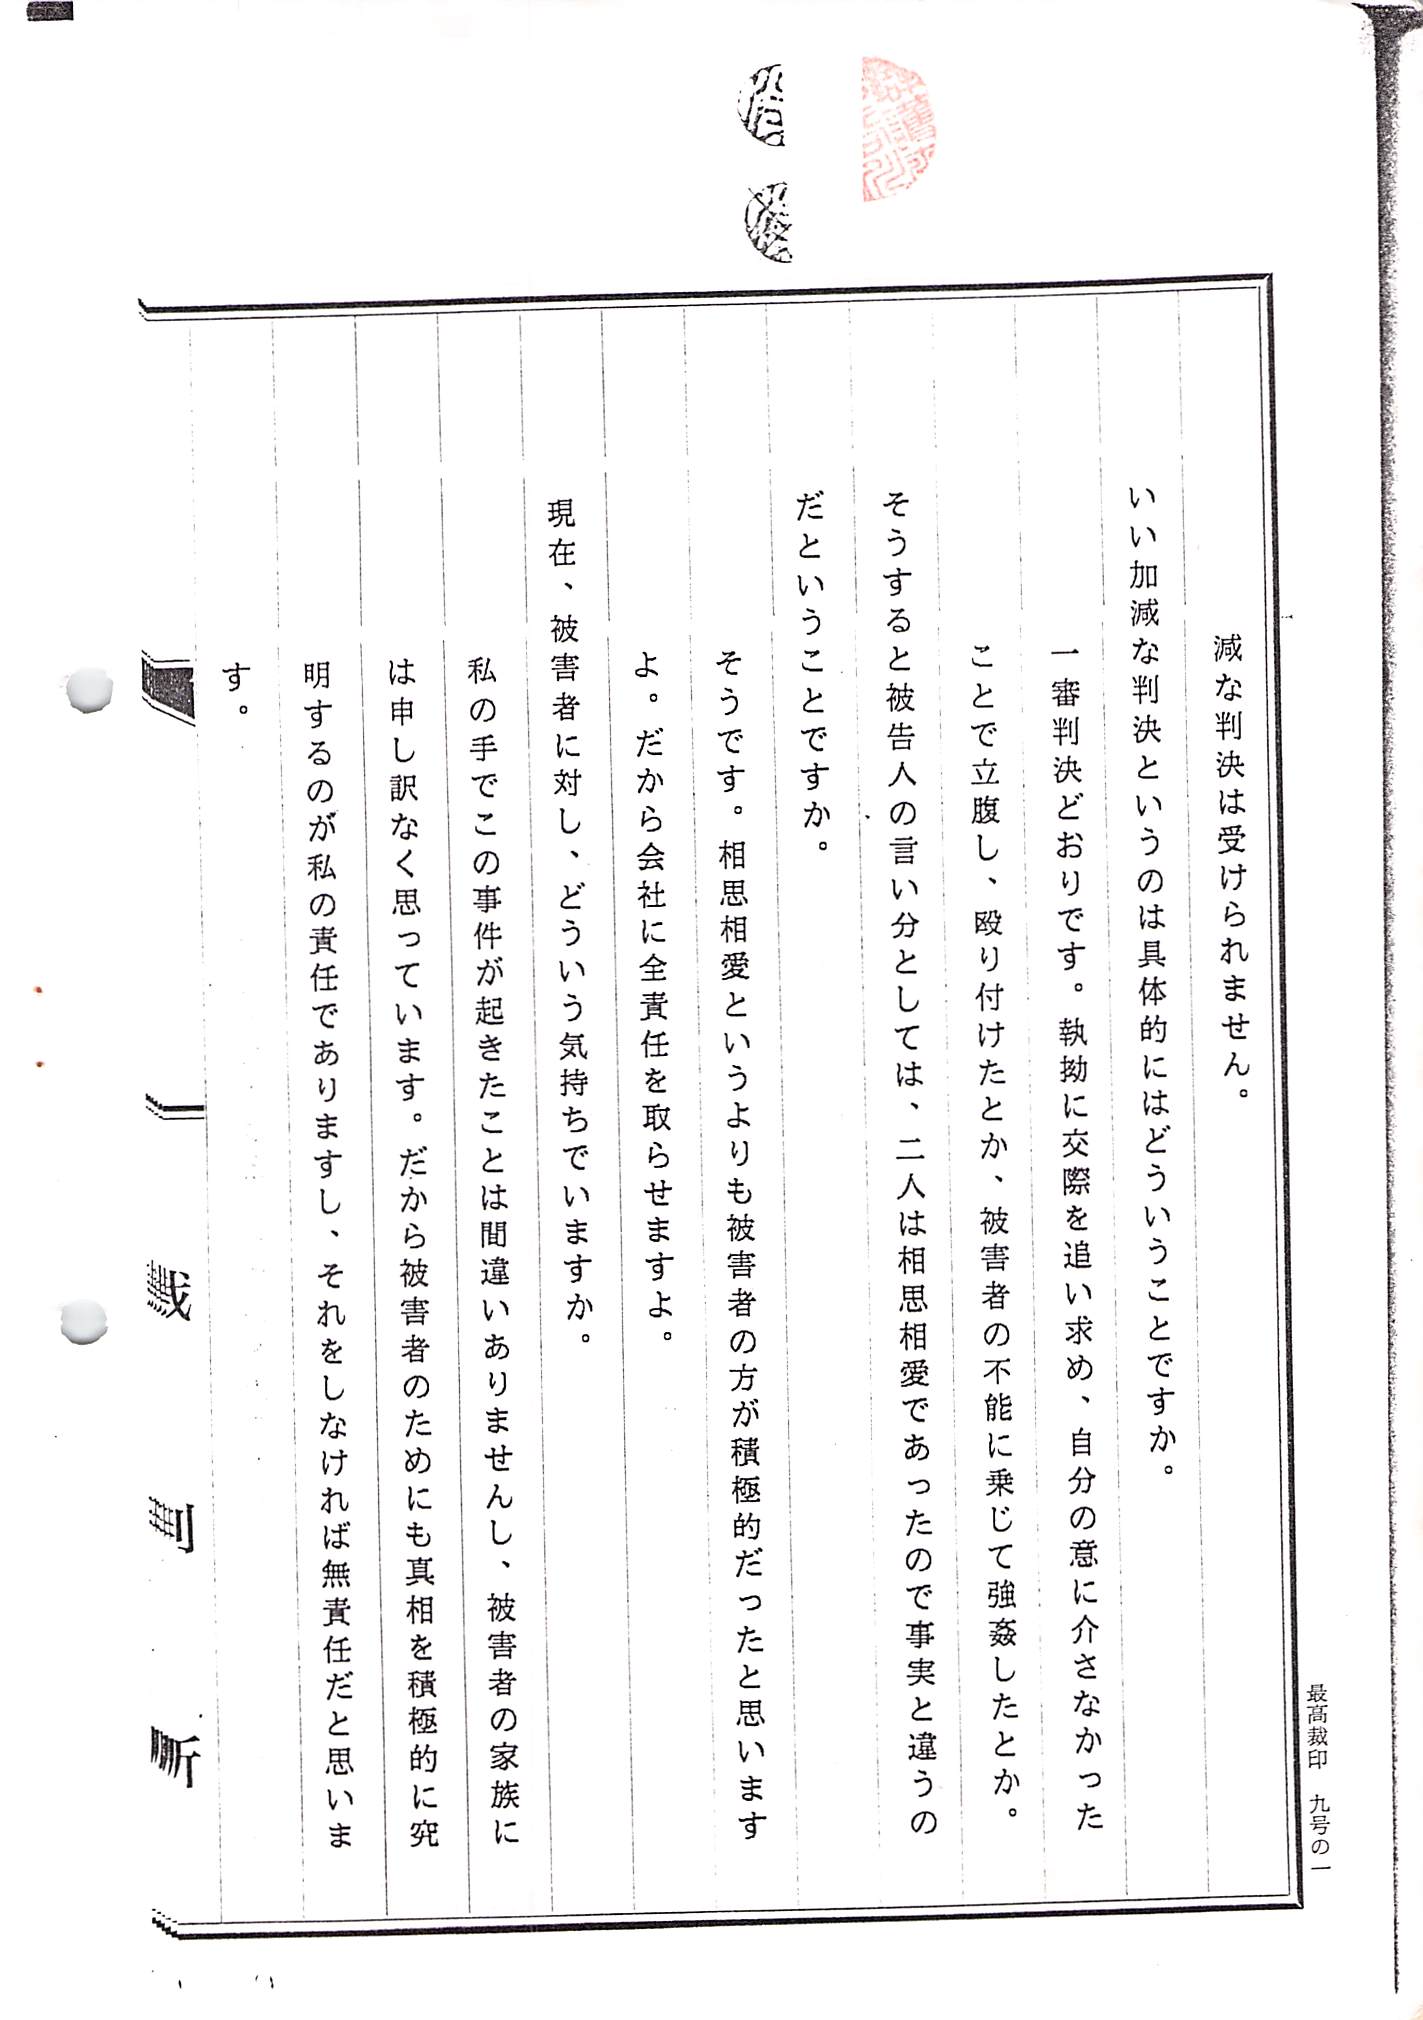 減な判決は受けられません。
いい加減な判決というのは具体的にはどういうことですか。
一審判決どおりです。執拗に交際を追い求め、自分の意に介さなかった
ことで立腹し、殴り付けたとか、被害者の不能に乗じて強姦したとか。
そうすると被告人の言い分としては、二人は相思相愛であったので事実と違うの
だということですか。
そうです。相思相愛というよりも被害者の方が積極的だったと思います
よ。だから会社に全責任を取らせますよ。
現在、被害者に対し、どういう気持ちでいますか。
私の手でこの事件が起きたことは間違いありませんし、被害者の家族に
は申し訳なく思っています。だから被害者のためにも真相を積極的に究
明するのが私の責任でありますし、それをしなければ無責任だと思いま
す。
最高裁印 九号の一